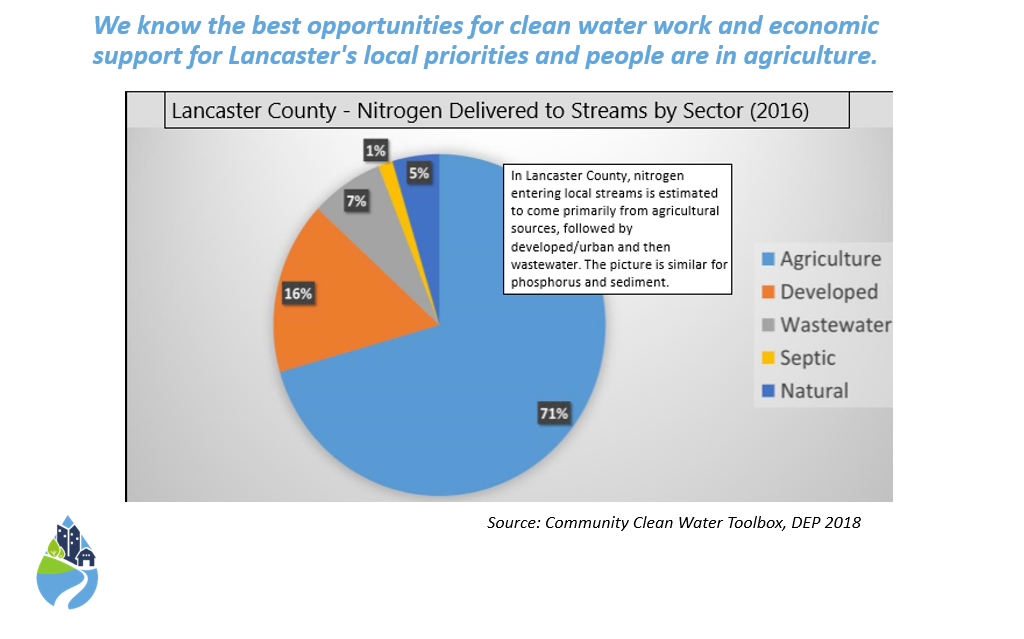 We know the best opportunities for clean water work and economic
support for Lancaster's local priorities and people are in agriculture.
Lancaster County - Nitrogen Delivered to Streams by Sector (2016)
1%
5%
7%
16%
71%
In Lancaster County, nitrogen
entering local streams is estimated
to come primarily from agricultural
sources, followed by
developed/urban and then
wastewater. The picture is similar for
phosphorus and sediment.
Agriculture
Developed
Wastewater
Septic
Natural
Source: Community Clean Water Toolbox, DEP 2018